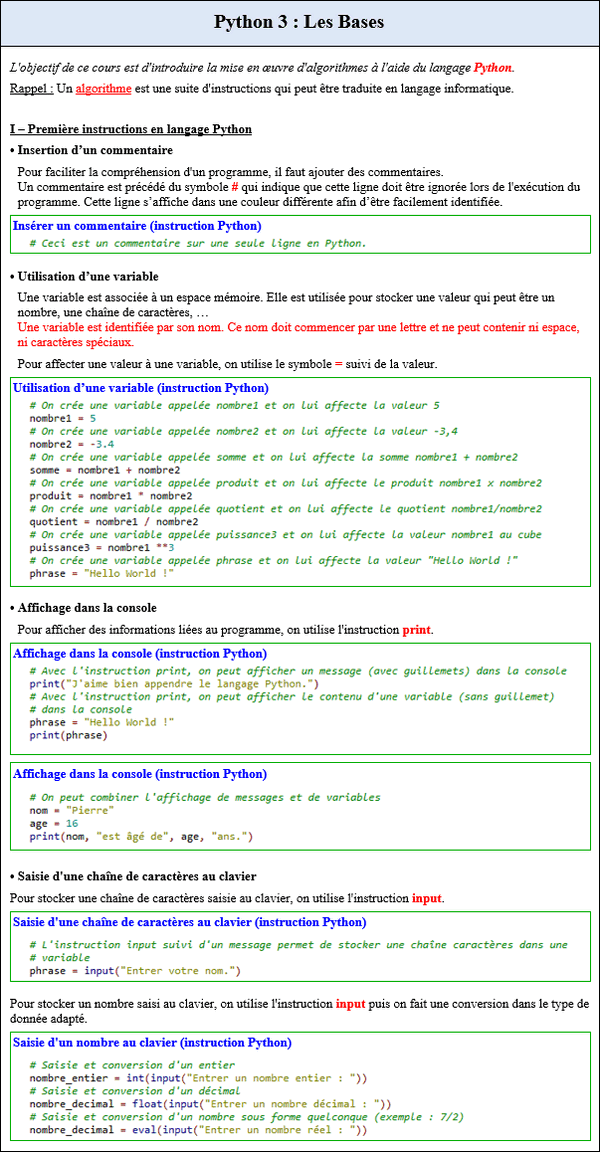 Python 3 : Les Bases
L'objectif de ce cours est d'introduire la mise en œuvre d'algorithmes à l'aide du langage Python.
Rappel : Un algorithme est une suite d'instructions qui peut être traduite en langage informatique.
I – Première instructions en langage Python
• Insertion d'un commentaire
Pour faciliter la compréhension d'un programme, il faut ajouter des commentaires.
Un commentaire est précédé du symbole # qui indique que cette ligne doit être ignorée lors de l'exécution du
programme. Cette ligne s'affiche dans une couleur différente afin d'être facilement identifiée.
Insérer un commentaire (instruction Python)
# Ceci est un commentaire sur une seule ligne en Python.
• Utilisation d'une variable
Une variable est associée à un espace mémoire. Elle est utilisée pour stocker une valeur qui peut être un
nombre, une chaîne de caractères, …
Une variable est identifiée par son nom. Ce nom doit commencer par une lettre et ne peut contenir ni espace,
ni caractères spéciaux.
Pour affecter une valeur à une variable, on utilise le symbole = suivi de la valeur.
Utilisation d'une variable (instruction Python)
# On crée une variable appelée nombre1 et on lui affecte la valeur 5
nombre1 = 5
# On crée une variable appelée nombre2 et on lui affecte la valeur -3,4
nombre2 = -3.4
# On crée une variable appelée somme et on lui affecte la somme nombre1 + nombre2
somme = nombre1 + nombre2
# On crée une variable appelée produit et on lui affecte le produit nombre1 x nombre2
produit = nombre1 * nombre2
# On crée une variable appelée quotient et on lui affecte le quotient nombre1/nombre2
quotient = nombre1 / nombre2
# On crée une variable appelée puissance3 et on lui affecte la valeur nombre1 au cube
puissance3 = nombre1 **3
# On crée une variable appelée phrase et on lui affecte la valeur "Hello World !"
phrase = "Hello World !"
• Affichage dans la console
Pour afficher des informations liées au programme, on utilise l'instruction print.
Affichage dans la console (instruction Python)
# Avec l'instruction print, on peut afficher un message (avec guillemets) dans la console
print("J'aime bien appendre le langage Python.")
# Avec l'instruction print, on peut afficher le contenu d'une variable (sans guillemet)
# dans la console
phrase = "Hello World !"
print(phrase)
Affichage dans la console (instruction Python)
# On peut combiner l'affichage de messages et de variables
nom = "Pierre"
age = 16
print(nom, "est âgé de", age, "ans.")
• Saisie d'une chaîne de caractères au clavier
Pour stocker une chaîne de caractères saisie au clavier, on utilise l'instruction input.
Saisie d'une chaîne de caractères au clavier (instruction Python)
# L'instruction input suivi d'un message permet de stocker une chaîne caractères dans une
# variable
phrase = input("Entrer votre nom.")
Pour stocker un nombre saisi au clavier, on utilise l'instruction input puis on fait une conversion dans le type de
donnée adapté.
Saisie d'un nombre au clavier (instruction Python)
# Saisie et conversion d'un entier
nombre_entier = int(input("Entrer un nombre entier : "))
# Saisie et conversion d'un décimal
nombre_decimal = float(input("Entrer un nombre décimal : "))
# Saisie et conversion d'un nombre sous forme quelconque (exemple : 7/2)
nombre_decimal = eval(input("Entrer un nombre réel : "))